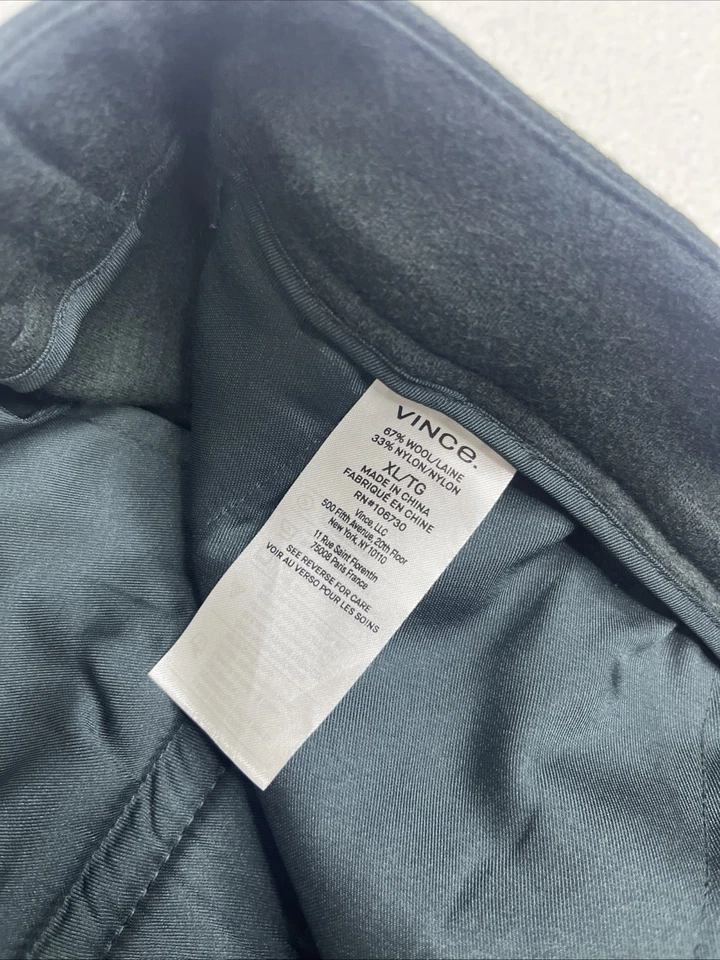 VINCe.
67% WOOL/LAINE
33% NYLON/NYLON
XL/TG
MADE IN CHINA
FABRIQUÉ EN CHINE
RN#106730
Vince, LLC
500 Fifth Avenue, 20th Floor
New York, NY 10110
11 Rue Saint Florentin
75008 Paris France
SEE REVERSE FOR CARE
VOIR AU VERSO POUR LES SOINS